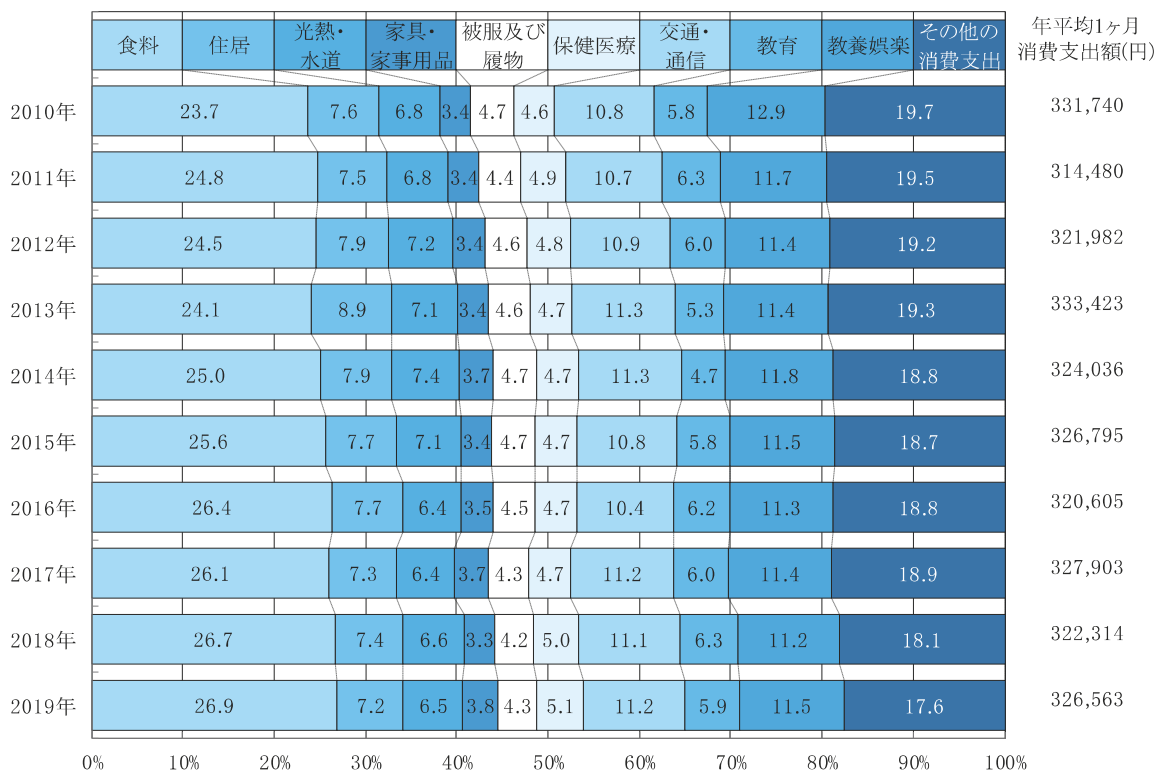 食料 住居 光熱・水道 家具・家事用品 被服及び履物 保健医療 交通・通信 教育 教養娯楽 その他の消費支出 年平均1ヶ月消費支出額(円)
2010年 23.7 7.6 6.8 3.4 4.7 4.6 10.8 5.8 12.9 19.7 331,740
2011年 24.8 7.5 6.8 3.4 4.4 4.9 10.7 6.3 11.7 19.5 314,480
2012年 24.5 7.9 7.2 3.4 4.6 4.8 10.9 6.0 11.4 19.2 321,982
2013年 24.1 8.9 7.1 3.4 4.6 4.7 11.3 5.3 11.4 19.3 333,423
2014年 25.0 7.9 7.4 3.7 4.7 4.7 11.3 4.7 11.8 18.8 324,036
2015年 25.6 7.7 7.1 3.4 4.7 4.7 10.8 5.8 11.5 18.7 326,795
2016年 26.4 7.7 6.4 3.5 4.5 4.7 10.4 6.2 11.3 18.8 320,605
2017年 26.1 7.3 6.4 3.7 4.3 4.7 11.2 6.0 11.4 18.9 327,903
2018年 26.7 7.4 6.6 3.3 4.2 5.0 11.1 6.3 11.2 18.1 322,314
2019年 26.9 7.2 6.5 3.8 4.3 5.1 11.2 5.9 11.5 17.6 326,563
0% 10% 20% 30% 40% 50% 60% 70% 80% 90% 100%